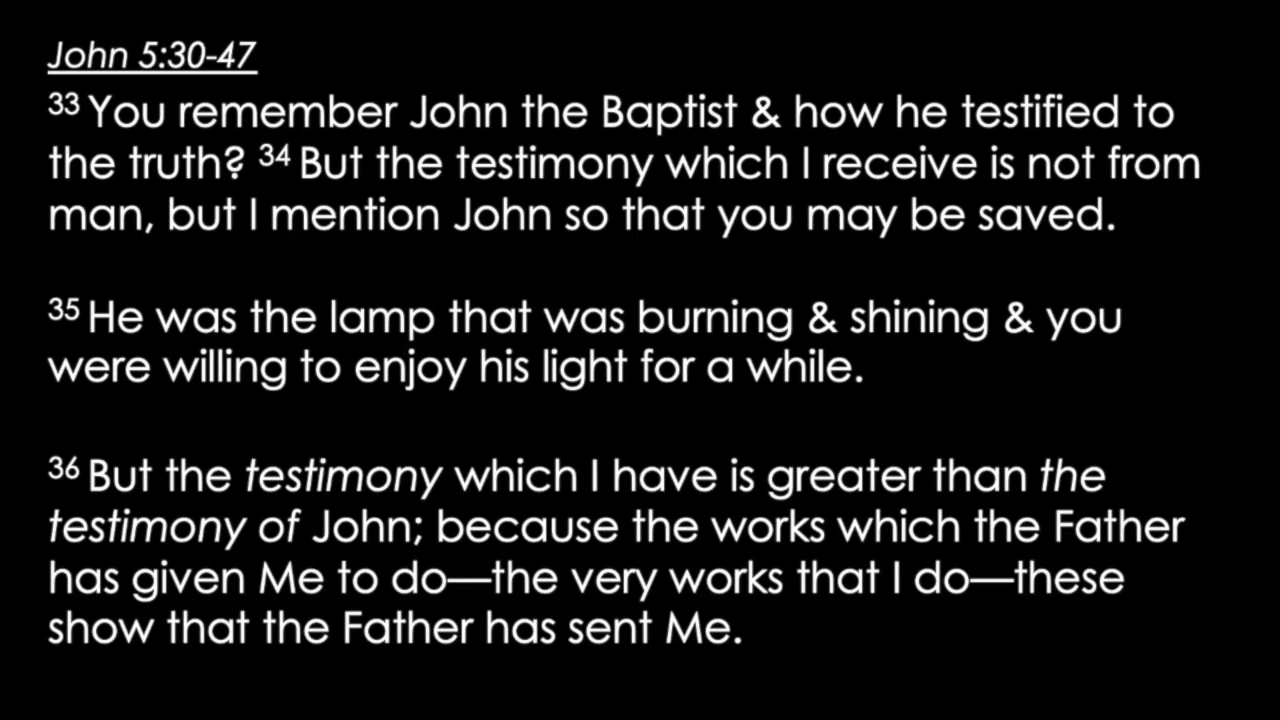 John 5:30-47
33 You remember John the Baptist & how he testified to
the truth? 34 But the testimony which I receive is not from
man, but I mention John so that you may be saved.
35 He was the lamp that was burning & shining & you
were willing to enjoy his light for a while.
36 But the testimony which I have is greater than the
testimony of John; because the works which the Father
has given Me to do—the very works that I do—these
show that the Father has sent Me.